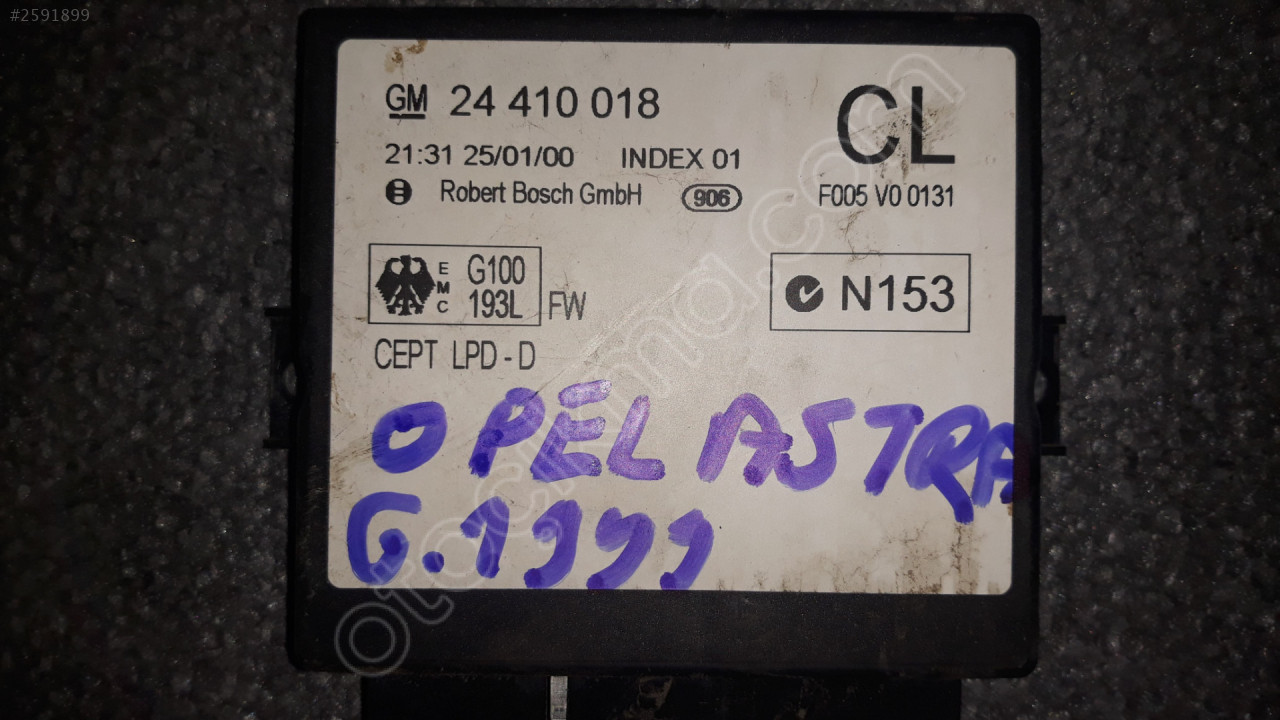 #2591899
GM 24 410 018
CL
21:31 25/01/00 INDEX 01
Robert Bosch GmbH 906 F005 V0 0131
E M C G100 193L FW
N153
CEPT LPD - D
OPEL ASTRA
G.1999
otocikma.com